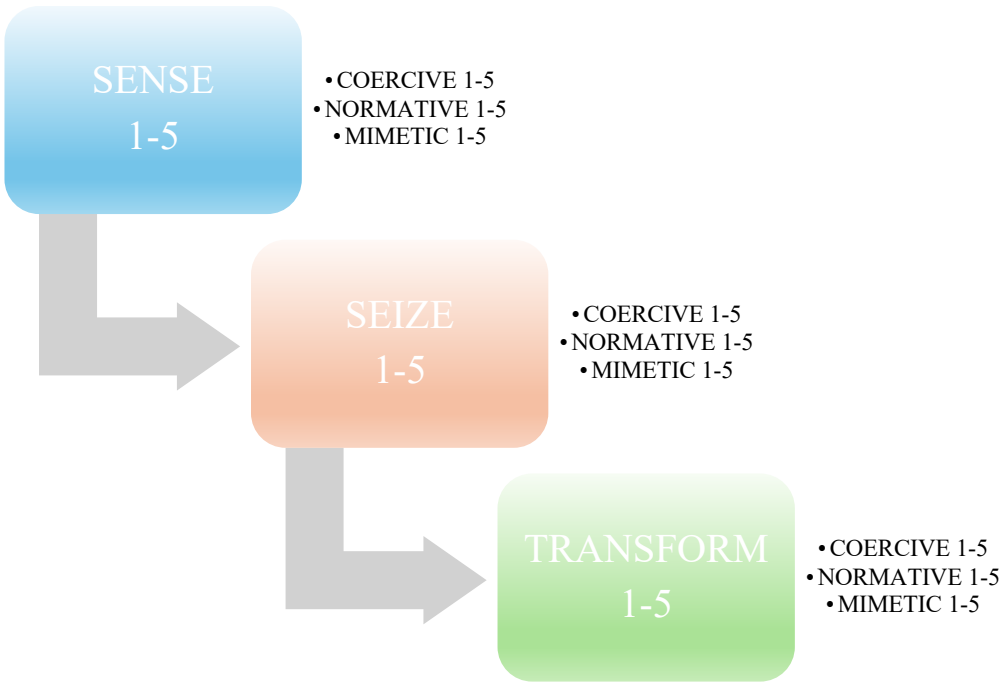 SENSE
1-5
• COERCIVE 1-5
• NORMATIVE 1-5
• MIMETIC 1-5
SEIZE
1-5
• COERCIVE 1-5
• NORMATIVE 1-5
• MIMETIC 1-5
TRANSFORM
1-5
• COERCIVE 1-5
• NORMATIVE 1-5
• MIMETIC 1-5